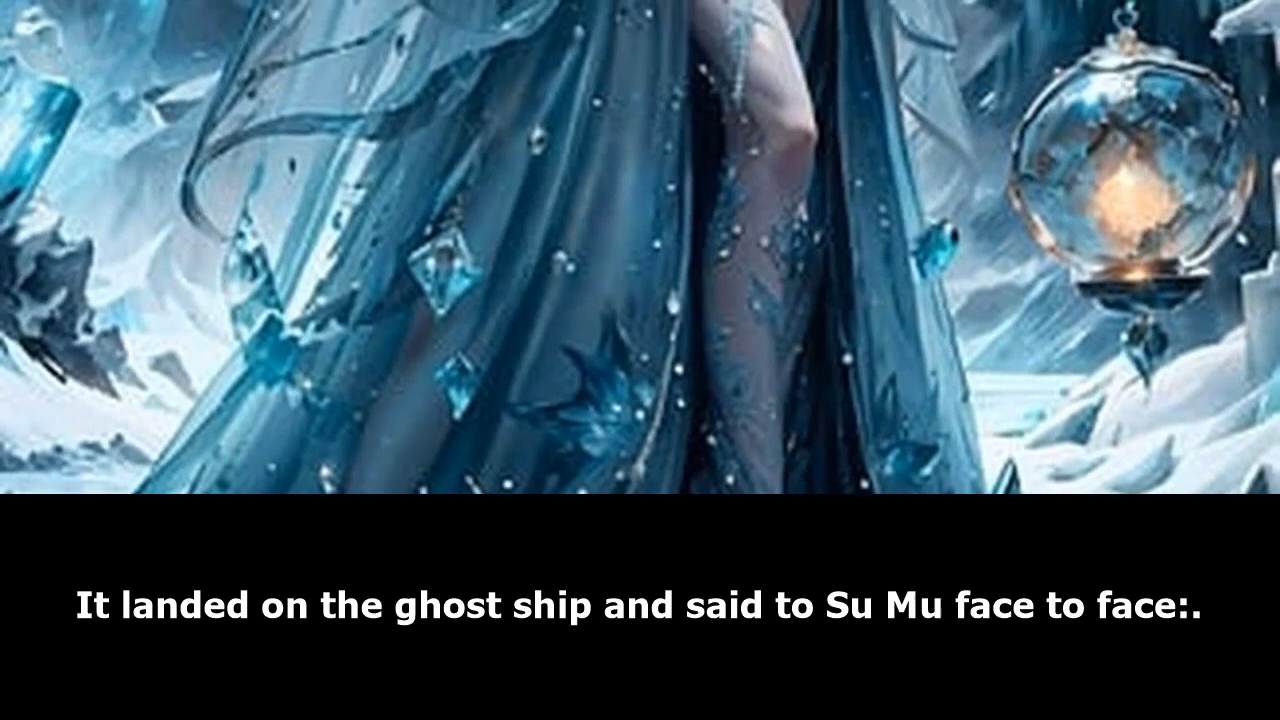 It landed on the ghost ship and said to Su Mu face to face:.